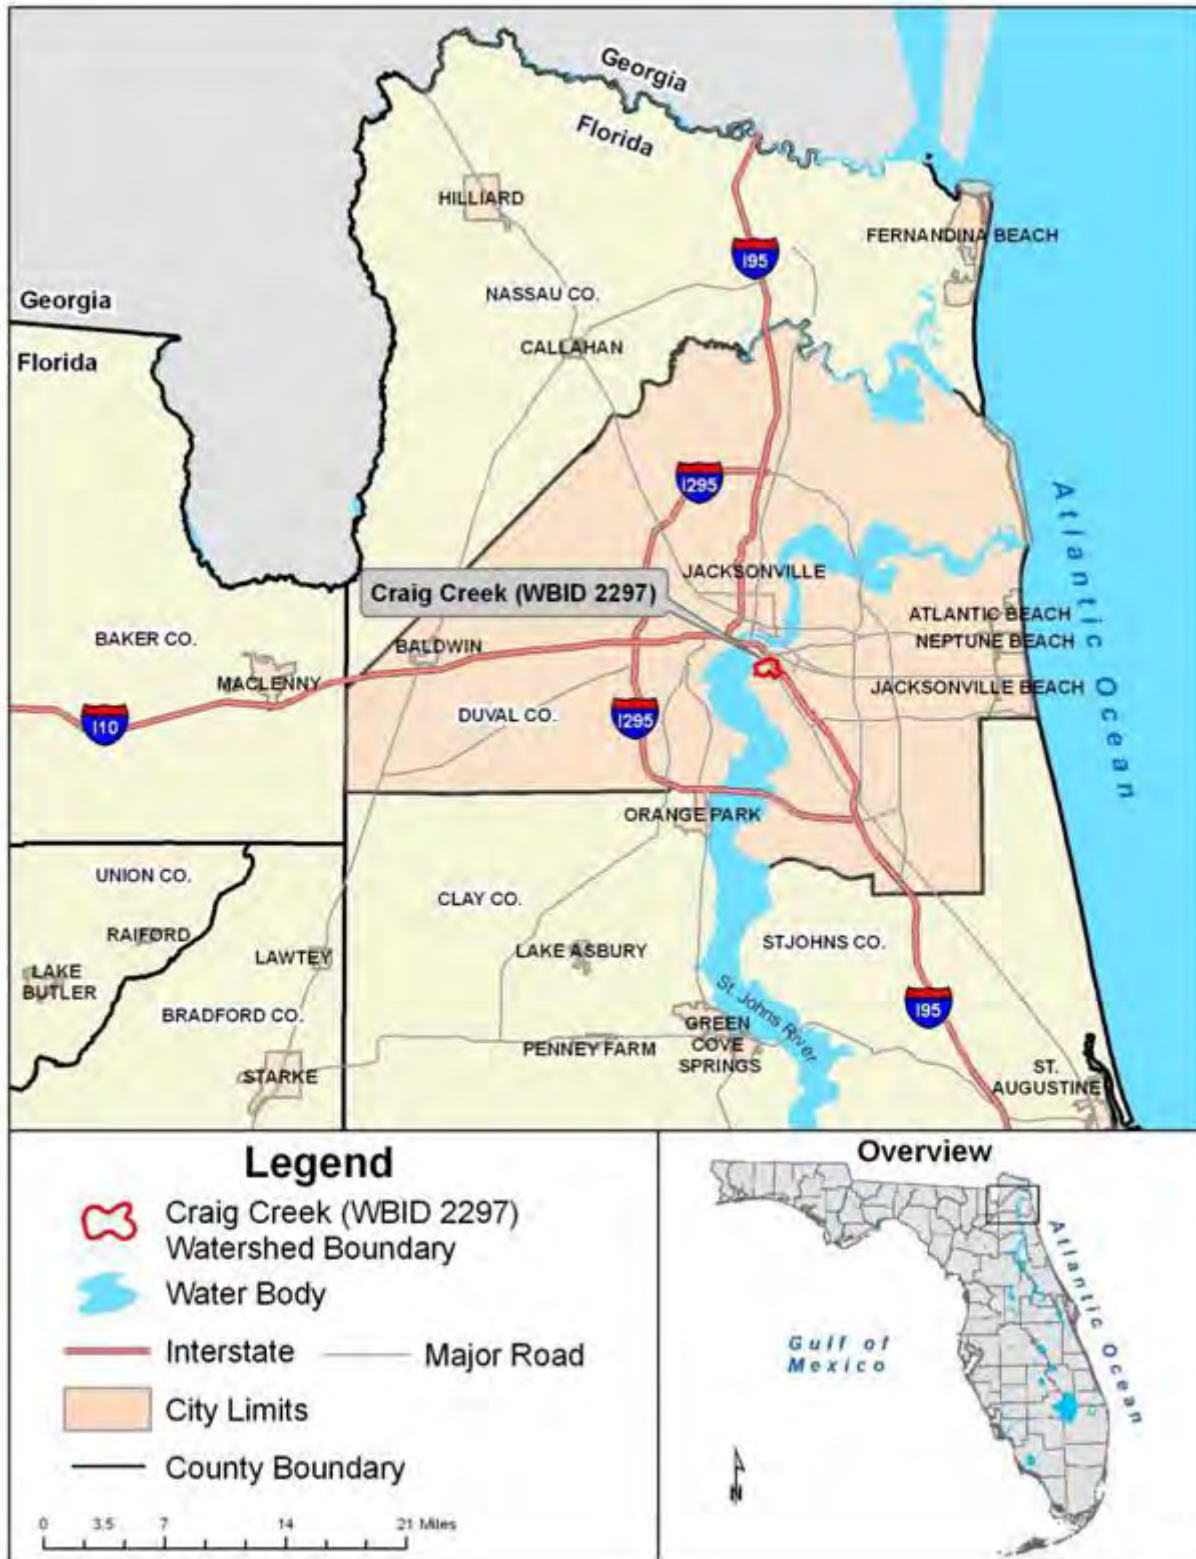 Georgia
Florida
HILLIARD
FERNANDINA BEACH
I95
NASSAU CO.
Georgia
CALLAHAN
Florida
I295
Atlantic Ocean
JACKSONVILLE
Craig Creek (WBID 2297)
ATLANTIC BEACH
BAKER CO.
BALDWIN
NEPTUNE BEACH
MACLENNY
JACKSONVILLE BEACH
DUVAL CO.
I10
I295
ORANGE PARK
UNION CO.
CLAY CO.
RAIFORD
STJOHNS CO.
LAWTEY
LAKE ASBURY
LAKE
BUTLER
St. Johns River
I95
BRADFORD CO.
GREEN
COVE
SPRINGS
PENNEY FARM
STARKE
ST.
AUGUSTINE
Legend
Craig Creek (WBID 2297)
Watershed Boundary
Water Body
Interstate
Major Road
City Limits
County Boundary
0 3.5 7 14 21 Miles
Overview
Atlantic Ocean
Gulf of
Mexico
N